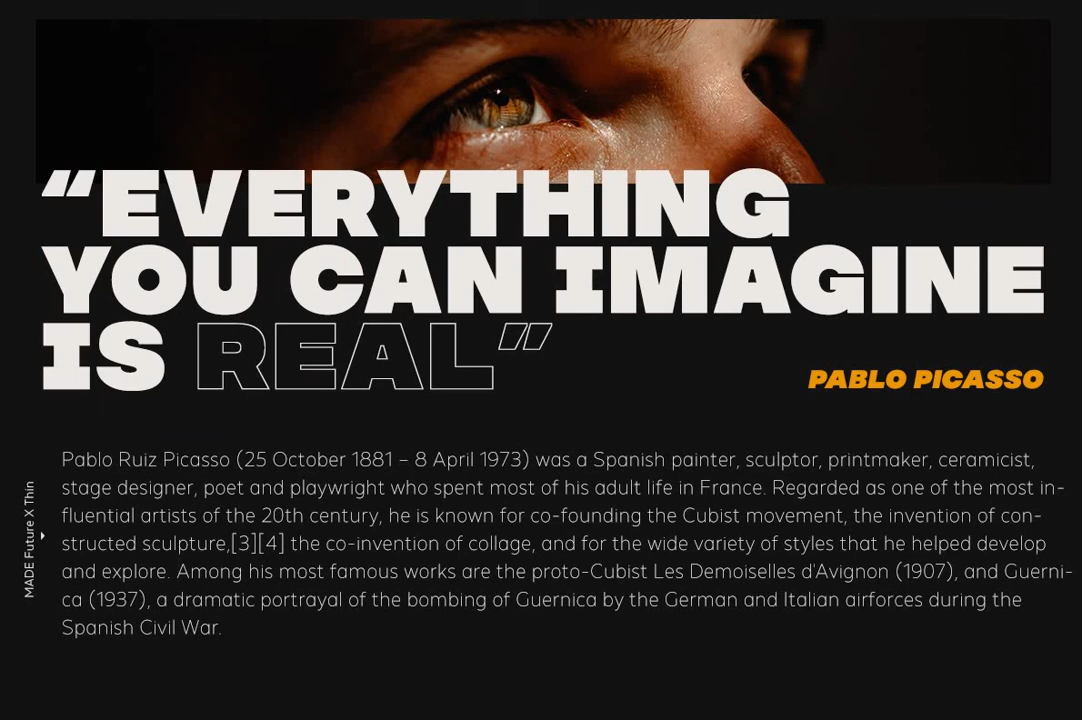 “EVERYTHING
YOU CAN IMAGINE
IS REAL”
PABLO PICASSO
Pablo Ruiz Picasso (25 October 1881 – 8 April 1973) was a Spanish painter, sculptor, printmaker, ceramicist,
stage designer, poet and playwright who spent most of his adult life in France. Regarded as one of the most in-
fluential artists of the 20th century, he is known for co-founding the Cubist movement, the invention of con-
structed sculpture,[3][4] the co-invention of collage, and for the wide variety of styles that he helped develop
and explore. Among his most famous works are the proto-Cubist Les Demoiselles d'Avignon (1907), and Guerni-
ca (1937), a dramatic portrayal of the bombing of Guernica by the German and Italian airforces during the
Spanish Civil War.
MADE Future X Thin